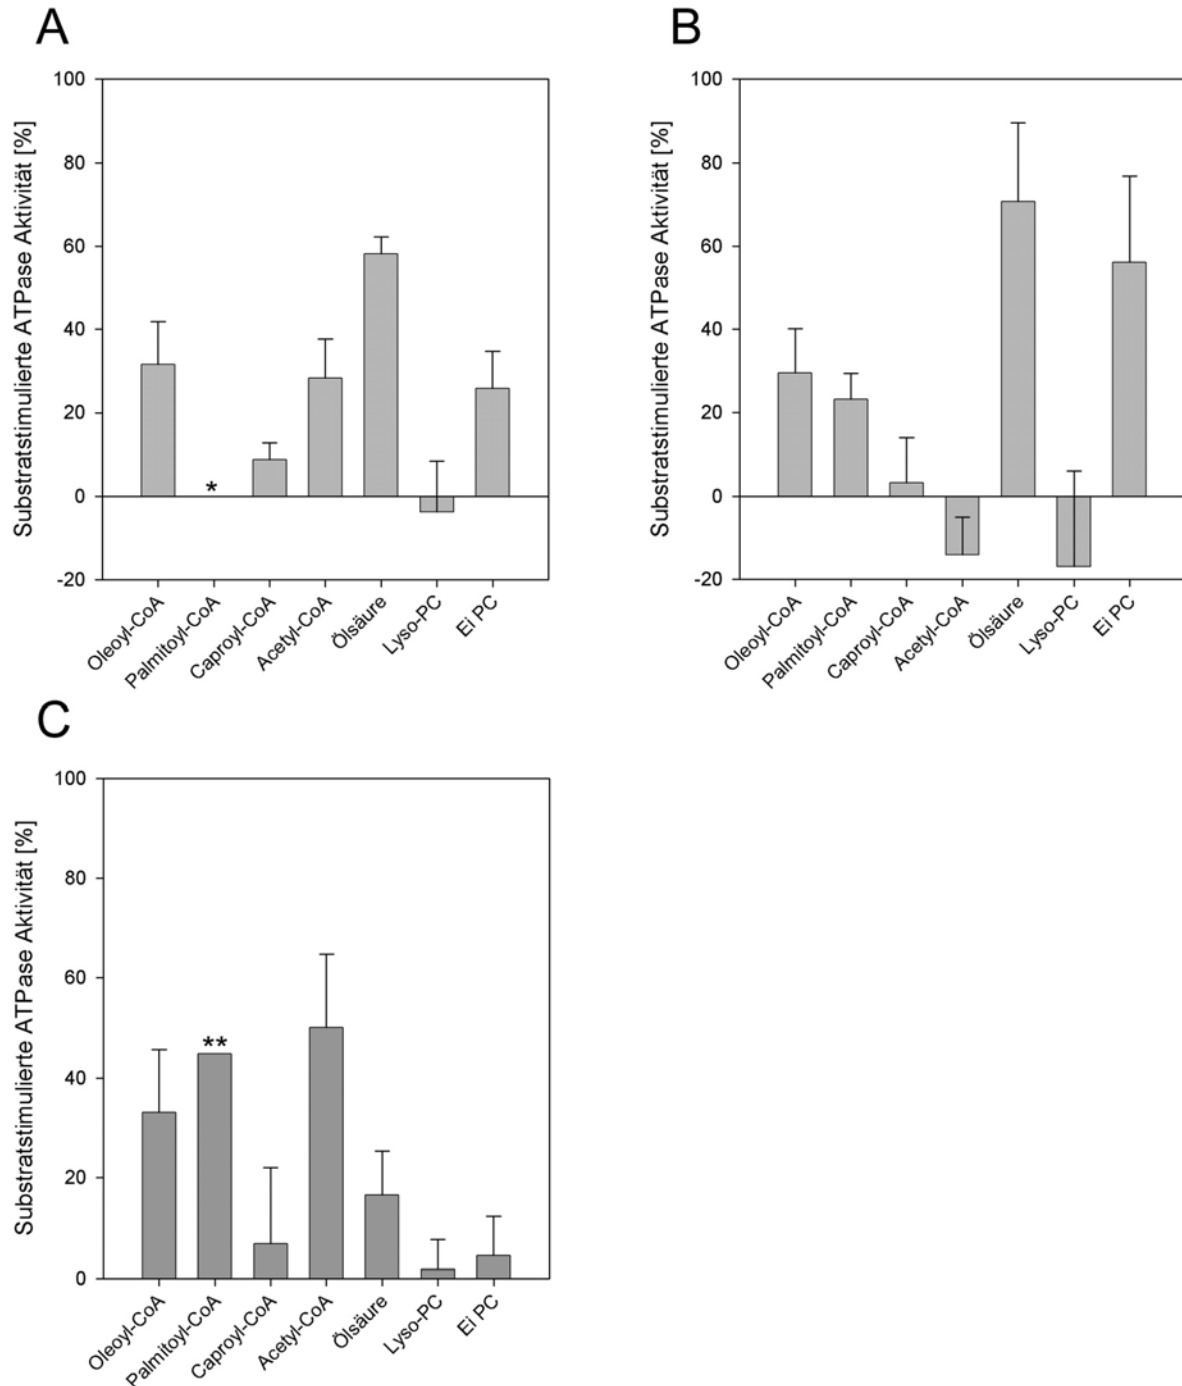 A
Substratstimulierte ATPase Aktivität [%]
100
80
60
40
20
0
-20
*
Oleoyl-CoA
Palmitoyl-CoA
Caproyl-CoA
Acetyl-CoA
Ölsäure
Lyso-PC
Ei PC
B
Substratstimulierte ATPase Aktivität [%]
100
80
60
40
20
0
-20
Oleoyl-CoA
Palmitoyl-CoA
Caproyl-CoA
Acetyl-CoA
Ölsäure
Lyso-PC
Ei PC
C
Substratstimulierte ATPase Aktivität [%]
100
80
60
40
20
0
**
Oleoyl-CoA
Palmitoyl-CoA
Caproyl-CoA
Acetyl-CoA
Ölsäure
Lyso-PC
Ei PC